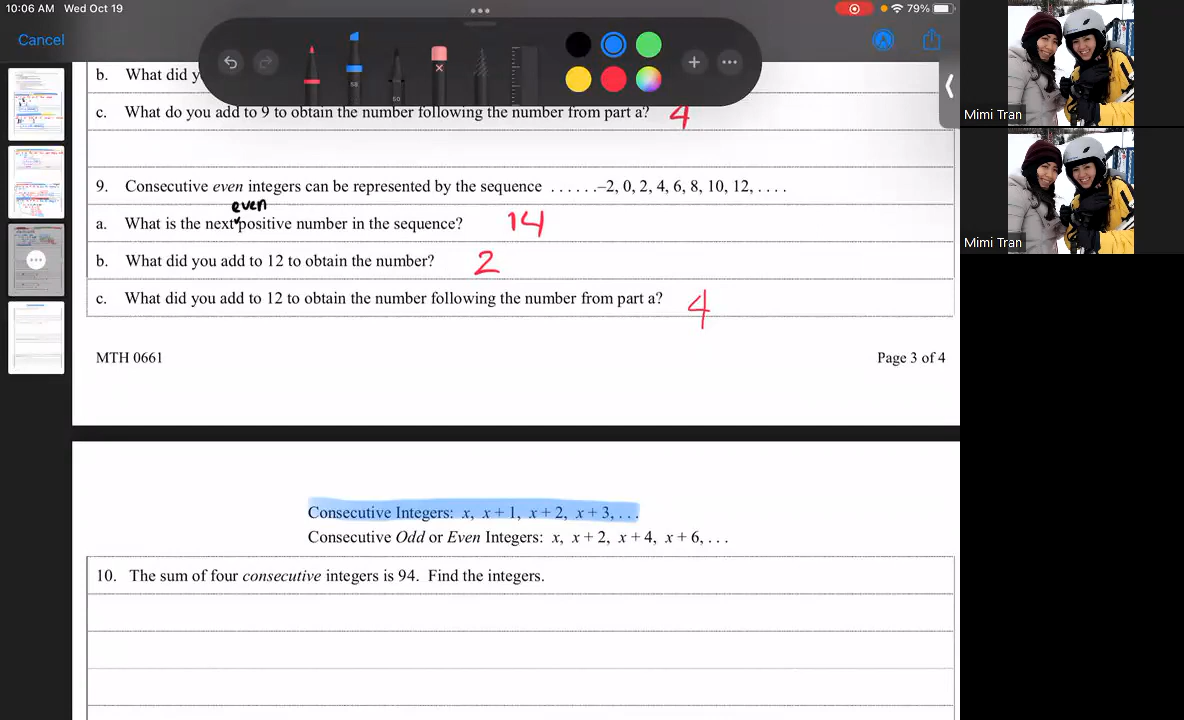 10:06 AM Wed Oct 19
79%
Cancel
50
50
b. What did y
c. What do you add to 9 to obtain the number following the number from part a? 4
9. Consecutive even integers can be represented by the sequence . . . . . .–2, 0, 2, 4, 6, 8, 10, 12, . . . .
even
a. What is the next positive number in the sequence? 14
b. What did you add to 12 to obtain the number? 2
c. What did you add to 12 to obtain the number following the number from part a? 4
MTH 0661 Page 3 of 4
Consecutive Integers: x, x + 1, x + 2, x + 3, . . .
Consecutive Odd or Even Integers: x, x + 2, x + 4, x + 6, . . .
10. The sum of four consecutive integers is 94. Find the integers.
Mimi Tran
Mimi Tran